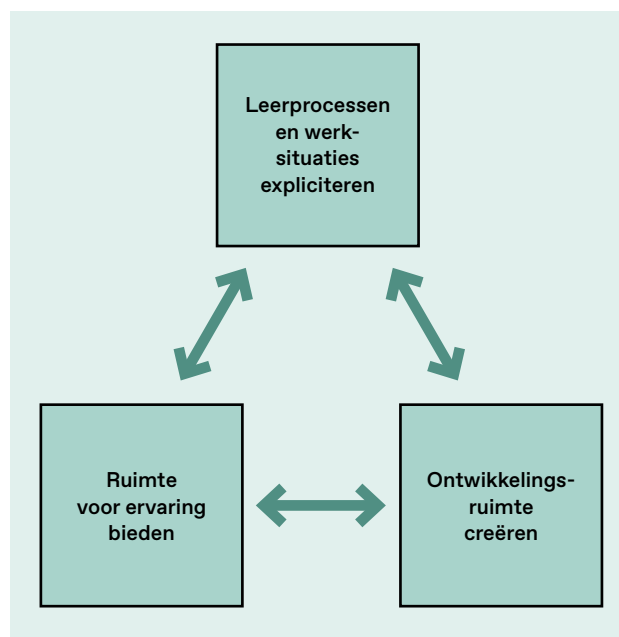 Leerprocessen
en werk-
situaties
expliciteren
Ruimte
voor ervaring
bieden
Ontwikkelings-
ruimte
creëren